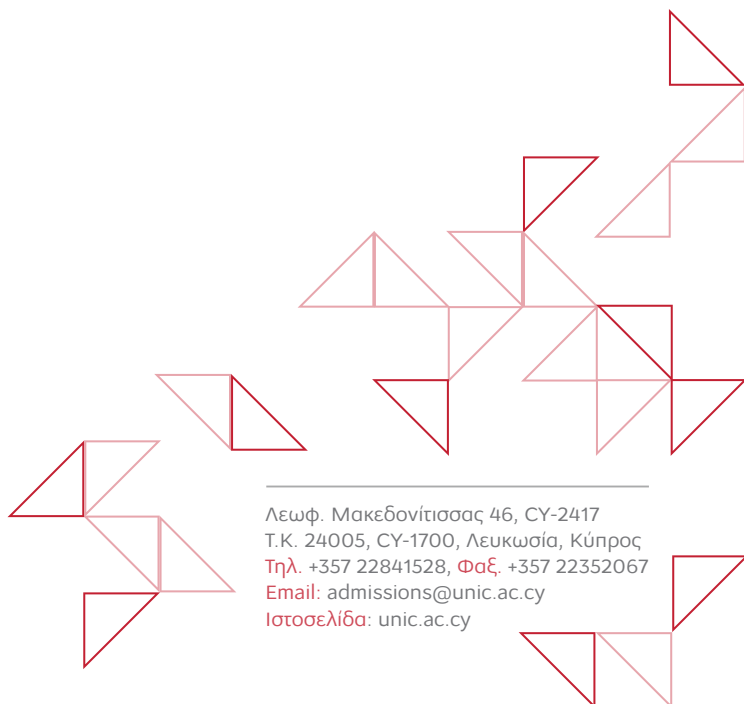 Λεωφ. Μακεδονίτισσας 46, CY-2417
Τ.Κ. 24005, CY-1700, Λευκωσία, Κύπρος
Τηλ. +357 22841528, Φαξ. +357 22352067
Email: admissions@unic.ac.cy
Ιστοσελίδα: unic.ac.cy